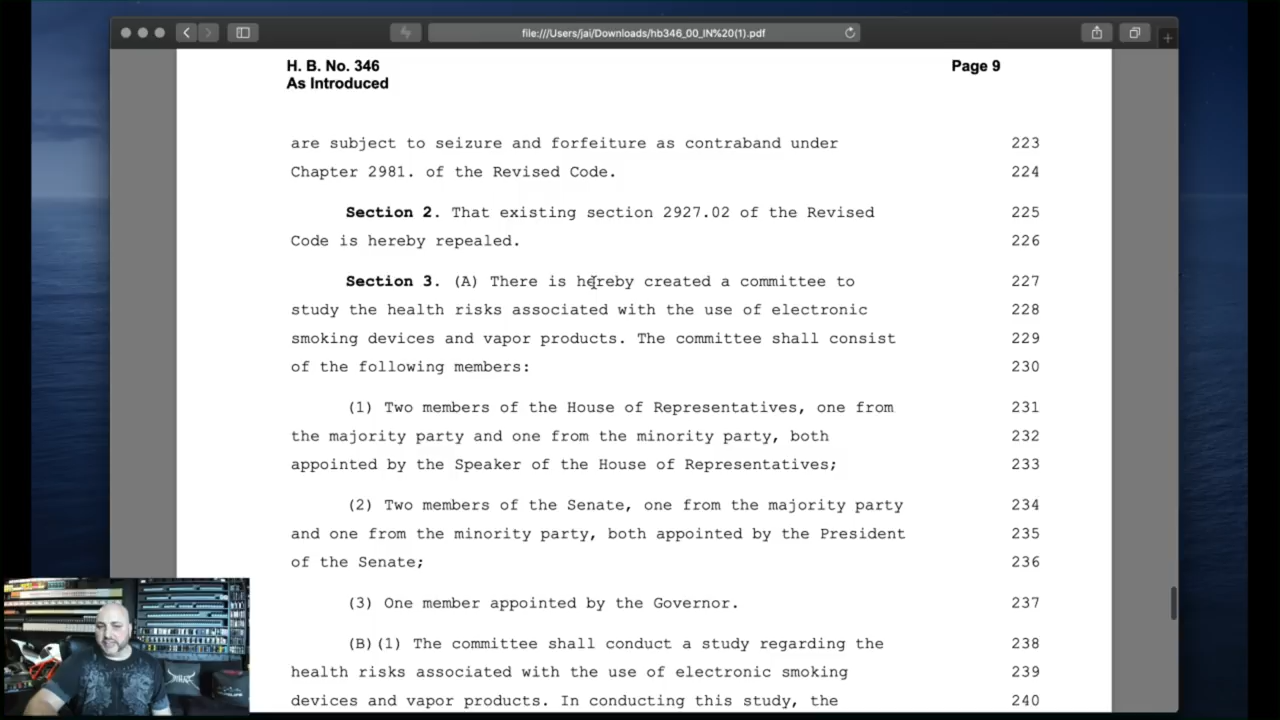 file:///Users/jai/Downloads/hb346_00_IN%20(1).pdf
H. B. No. 346 Page 9
As Introduced
are subject to seizure and forfeiture as contraband under 223
Chapter 2981. of the Revised Code. 224
Section 2. That existing section 2927.02 of the Revised 225
Code is hereby repealed. 226
Section 3. (A) There is hereby created a committee to 227
study the health risks associated with the use of electronic 228
smoking devices and vapor products. The committee shall consist 229
of the following members: 230
(1) Two members of the House of Representatives, one from 231
the majority party and one from the minority party, both 232
appointed by the Speaker of the House of Representatives; 233
(2) Two members of the Senate, one from the majority party 234
and one from the minority party, both appointed by the President 235
of the Senate; 236
(3) One member appointed by the Governor. 237
(B)(1) The committee shall conduct a study regarding the 238
health risks associated with the use of electronic smoking 239
devices and vapor products. In conducting this study, the 240